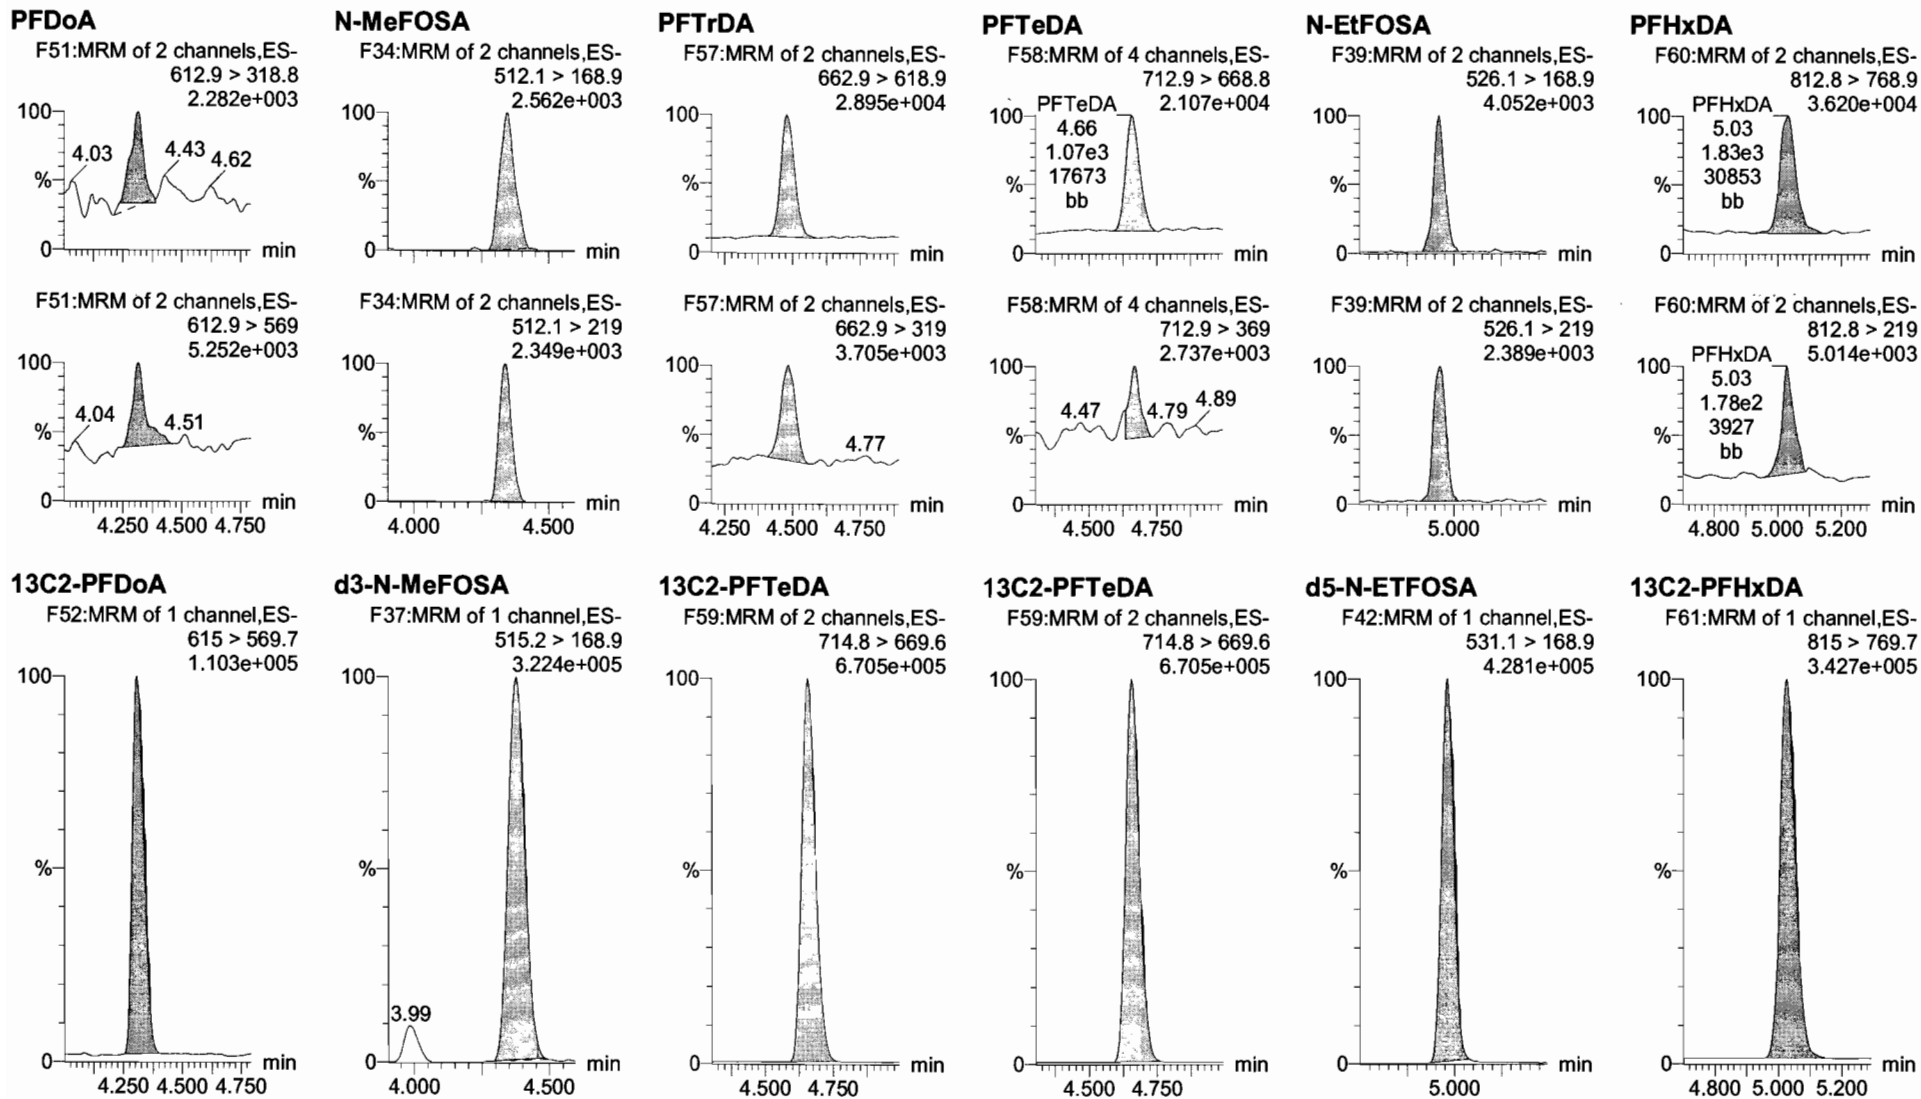 PFDoA
F51:MRM of 2 channels,ES-
612.9 > 318.8
2.282e+003
100
4.03
4.43
4.62
%
0
min
F51:MRM of 2 channels,ES-
612.9 > 569
5.252e+003
100
4.04
4.51
%
0
min
4.250 4.500 4.750
N-MeFOSA
F34:MRM of 2 channels,ES-
512.1 > 168.9
2.562e+003
100
%
0
min
F34:MRM of 2 channels,ES-
512.1 > 219
2.349e+003
100
%
0
min
4.000 4.500
PFTrDA
F57:MRM of 2 channels,ES-
662.9 > 618.9
2.895e+004
100
%
0
min
F57:MRM of 2 channels,ES-
662.9 > 319
3.705e+003
100
4.77
%
0
min
4.250 4.500 4.750
PFTeDA
F58:MRM of 4 channels,ES-
712.9 > 668.8
2.107e+004
PFTeDA
4.66
1.07e3
17673
bb
100
%
0
min
F58:MRM of 4 channels,ES-
712.9 > 369
2.737e+003
100
4.47
4.79
4.89
%
0
min
4.500 4.750
N-EtFOSA
F39:MRM of 2 channels,ES-
526.1 > 168.9
4.052e+003
100
%
0
min
F39:MRM of 2 channels,ES-
526.1 > 219
2.389e+003
100
%
0
min
5.000
PFHxDA
F60:MRM of 2 channels,ES-
812.8 > 768.9
3.620e+004
PFHxDA
5.03
1.83e3
30853
bb
100
%
0
min
F60:MRM of 2 channels,ES-
812.8 > 219
5.014e+003
PFHxDA
5.03
1.78e2
3927
bb
100
%
0
min
4.800 5.000 5.200
13C2-PFDoA
F52:MRM of 1 channel,ES-
615 > 569.7
1.103e+005
100
%
0
min
4.250 4.500 4.750
d3-N-MeFOSA
F37:MRM of 1 channel,ES-
515.2 > 168.9
3.224e+005
100
%
3.99
0
min
4.000 4.500
13C2-PFTeDA
F59:MRM of 2 channels,ES-
714.8 > 669.6
6.705e+005
100
%
0
min
4.500 4.750
13C2-PFTeDA
F59:MRM of 2 channels,ES-
714.8 > 669.6
6.705e+005
100
%
0
min
4.500 4.750
d5-N-ETFOSA
F42:MRM of 1 channel,ES-
531.1 > 168.9
4.281e+005
100
%
0
min
5.000
13C2-PFHxDA
F61:MRM of 1 channel,ES-
815 > 769.7
3.427e+005
100
%
0
min
4.800 5.000 5.200